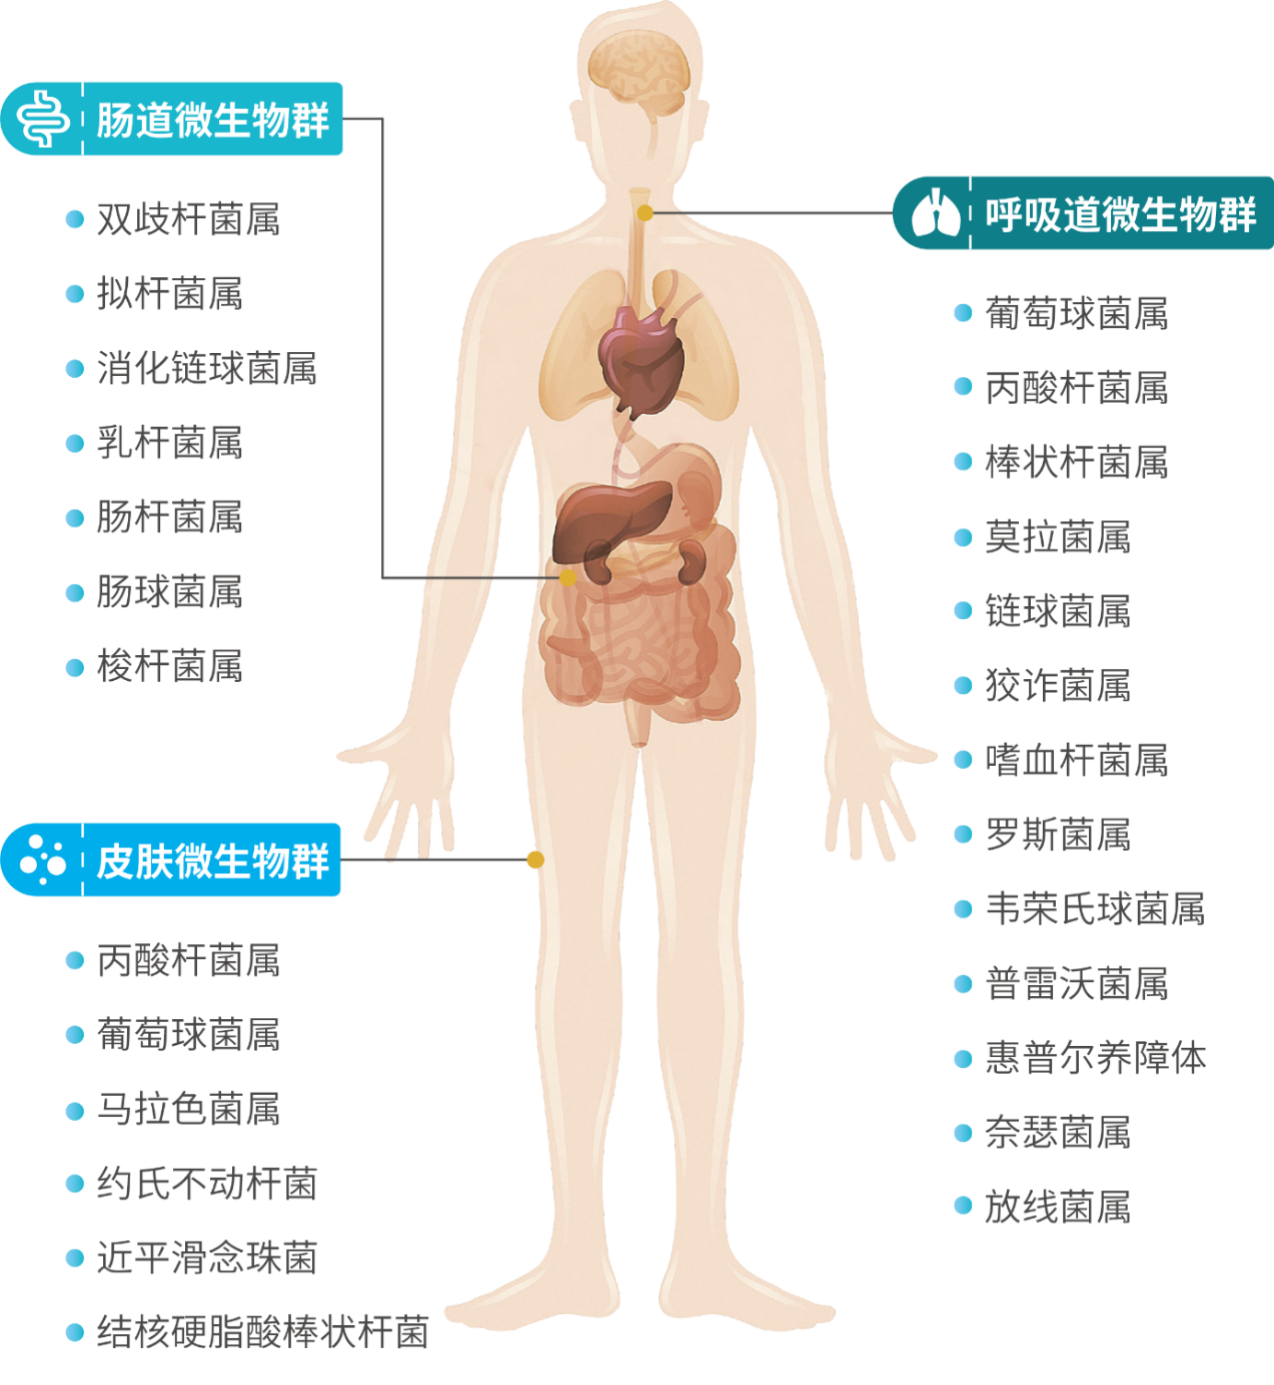 肠道微生物群
双歧杆菌属
拟杆菌属
消化链球菌属
乳杆菌属
肠杆菌属
肠球菌属
梭杆菌属
皮肤微生物群
丙酸杆菌属
葡萄球菌属
马拉色菌属
约氏不动杆菌
近平滑念珠菌
结核硬脂酸棒状杆菌
呼吸道微生物群
葡萄球菌属
丙酸杆菌属
棒状杆菌属
莫拉菌属
链球菌属
狡诈菌属
嗜血杆菌属
罗斯菌属
韦荣氏球菌属
普雷沃菌属
惠普尔养障体
奈瑟菌属
放线菌属